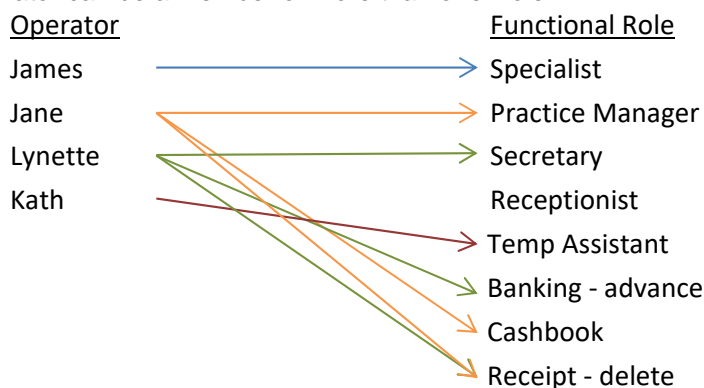 Operator Functional Role
James Specialist
Jane Practice Manager
Lynette Secretary
Kath Receptionist
Temp Assistant
Banking - advance
Cashbook
Receipt - delete